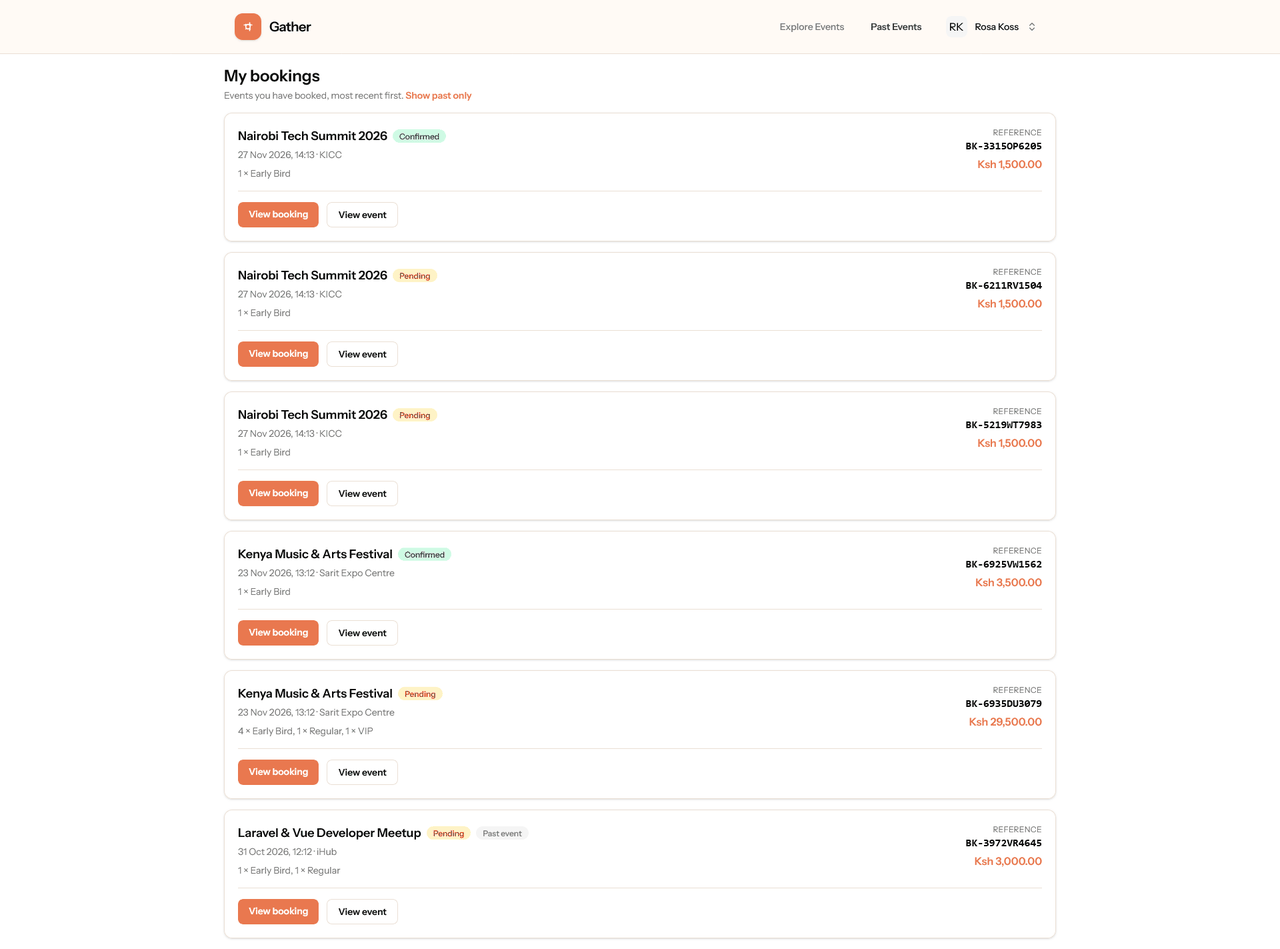 Gather
Explore Events
Past Events
RK
Rosa Koss
My bookings
Events you have booked, most recent first. Show past only
Nairobi Tech Summit 2026 Confirmed
27 Nov 2026, 14:13 · KICC
1 × Early Bird
REFERENCE
BK-3315OP6205
Ksh 1,500.00
View booking
View event
Nairobi Tech Summit 2026 Pending
27 Nov 2026, 14:13 · KICC
1 × Early Bird
REFERENCE
BK-6211RV1504
Ksh 1,500.00
View booking
View event
Nairobi Tech Summit 2026 Pending
27 Nov 2026, 14:13 · KICC
1 × Early Bird
REFERENCE
BK-5219WT7983
Ksh 1,500.00
View booking
View event
Kenya Music & Arts Festival Confirmed
23 Nov 2026, 13:12 · Sarit Expo Centre
1 × Early Bird
REFERENCE
BK-6925VW1562
Ksh 3,500.00
View booking
View event
Kenya Music & Arts Festival Pending
23 Nov 2026, 13:12 · Sarit Expo Centre
4 × Early Bird, 1 × Regular, 1 × VIP
REFERENCE
BK-6935DU3079
Ksh 29,500.00
View booking
View event
Laravel & Vue Developer Meetup Pending Past event
31 Oct 2026, 12:12 · iHub
1 × Early Bird, 1 × Regular
REFERENCE
BK-3972VR4645
Ksh 3,000.00
View booking
View event